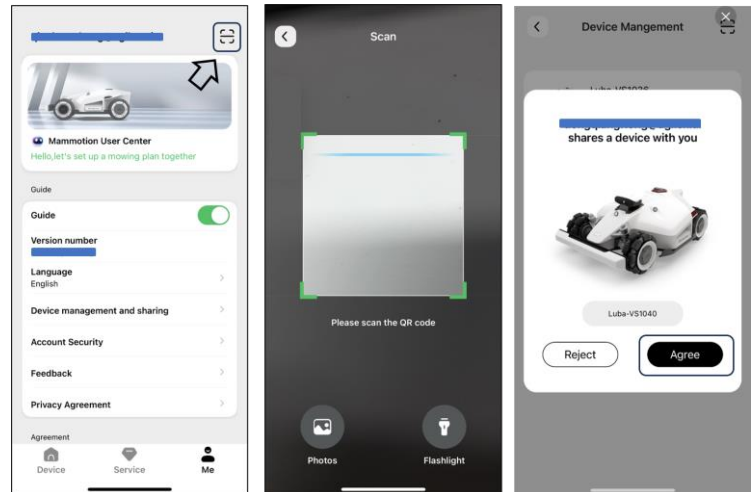 Mammotion User Center
Hello,let's set up a mowing plan together
Guide
Guide
Version number
Language
English
Device management and sharing
Account Security
Feedback
Privacy Agreement
Agreement
Device
Service
Me
Scan
Please scan the QR code
Photos
Flashlight
Device Mangement
shares a device with you
Luba-VS1040
Reject
Agree